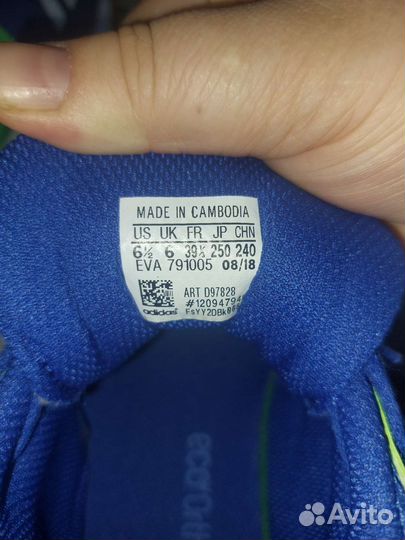 MADE IN CAMBODIA
US UK FR JP CHN
6½ 6 39⅓ 250 240
EVA 791005 08/18
ART D97828
#12094794
adidas
Avito